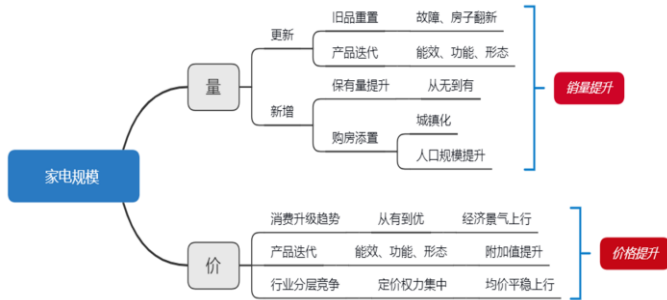 家电规模
量
更新
旧品重置 故障、房子翻新
产品迭代 能效、功能、形态
新增
保有量提升 从无到有
购房添置 城镇化
人口规模提升
销量提升
价
消费升级趋势 从有到优 经济景气上行
产品迭代 能效、功能、形态 附加值提升
行业分层竞争 定价权力集中 均价平稳上行
价格提升